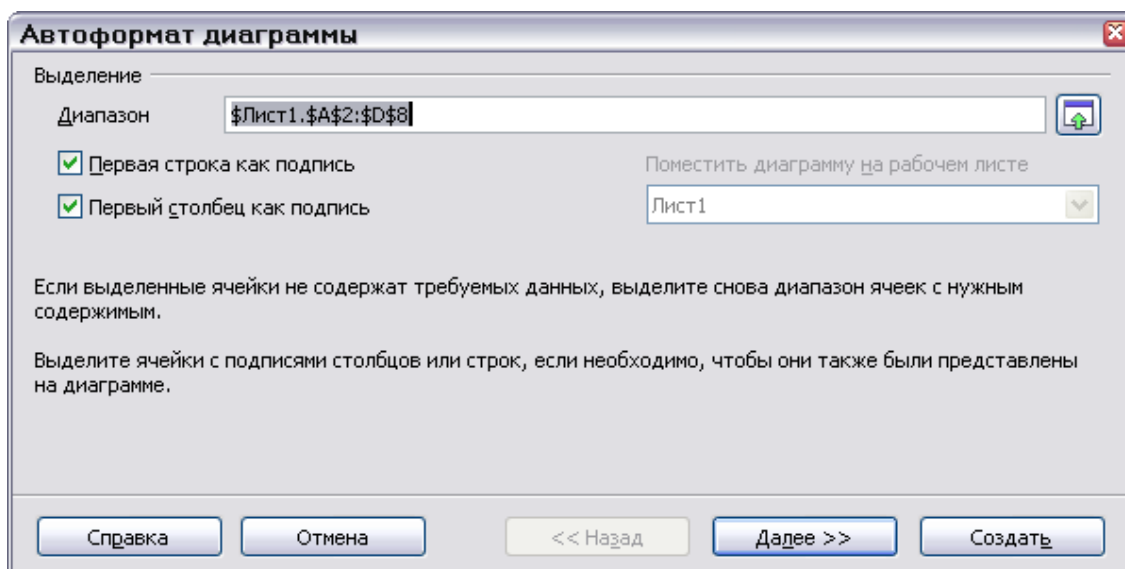 Автоформат диаграммы
Выделение
Диапазон $Лист1.$A$2:$D$8
Первая строка как подпись Поместить диаграмму на рабочем листе
Первый столбец как подпись Лист1
Если выделенные ячейки не содержат требуемых данных, выделите снова диапазон ячеек с нужным
содержимым.
Выделите ячейки с подписями столбцов или строк, если необходимо, чтобы они также были представлены
на диаграмме.
Справка Отмена << Назад Далее >> Создать